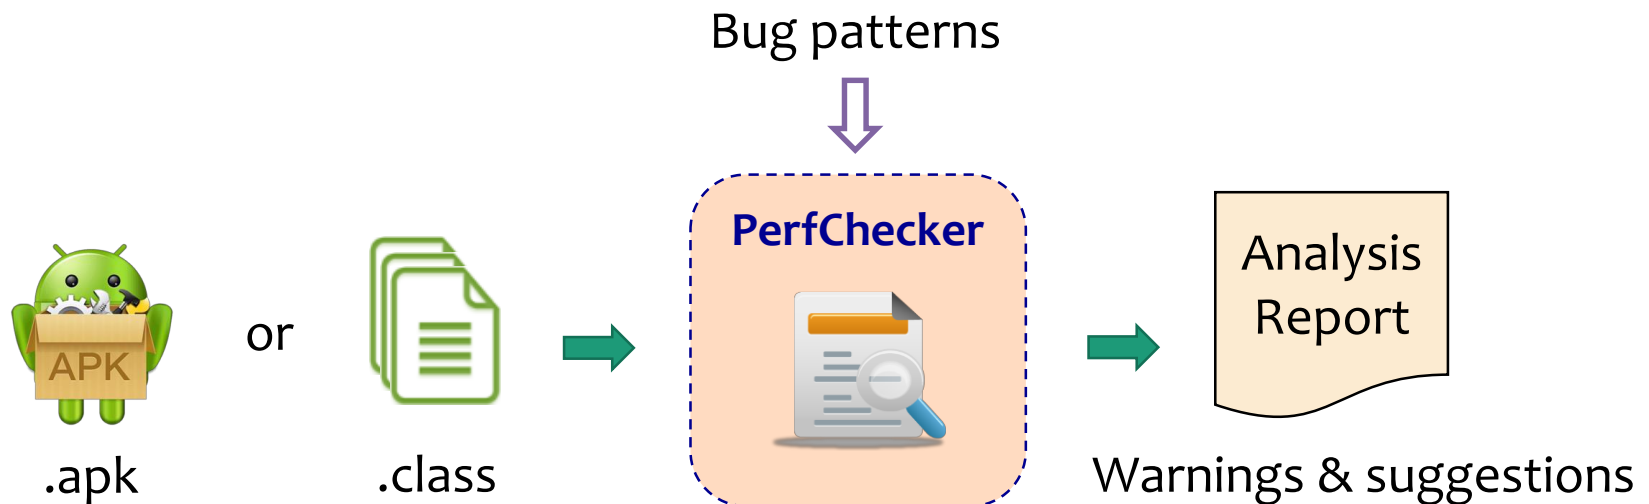 Bug patterns
PerfChecker
APK
or
Analysis
Report
.apk
.class
Warnings & suggestions